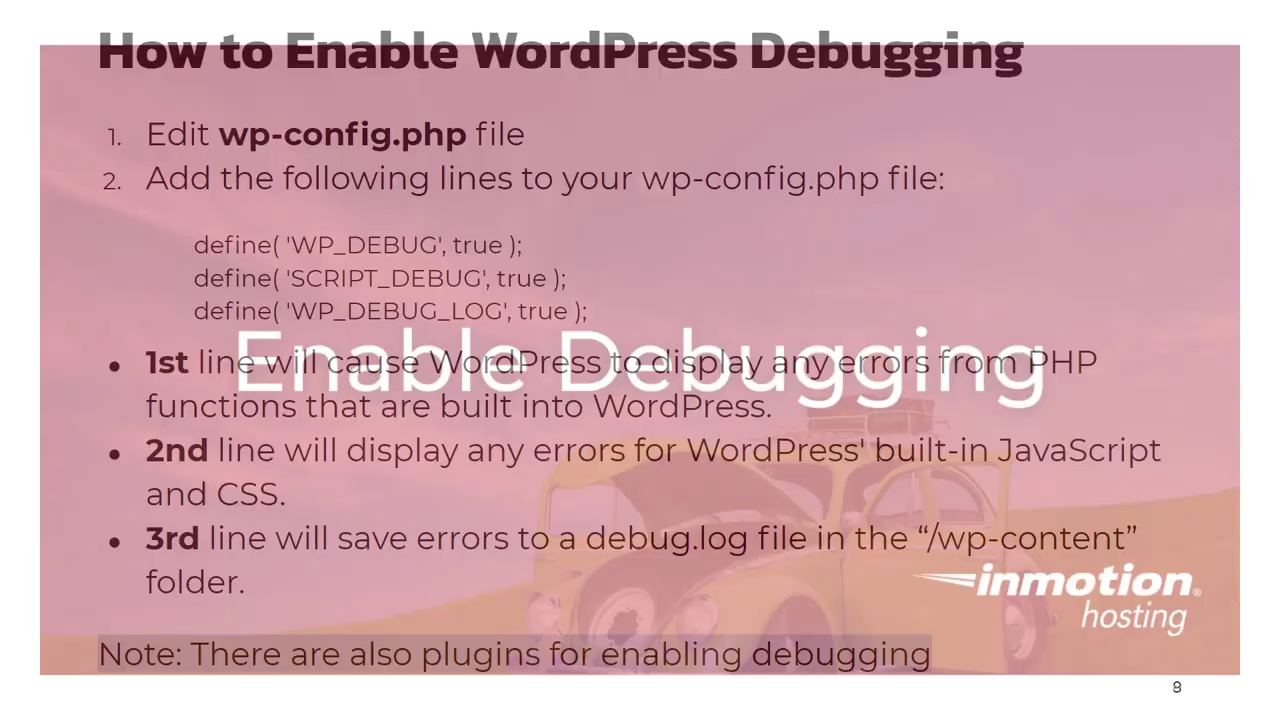 How to Enable WordPress Debugging
1. Edit wp-config.php file
2. Add the following lines to your wp-config.php file:
define( 'WP_DEBUG', true );
define( 'SCRIPT_DEBUG', true );
define( 'WP_DEBUG_LOG', true );
Enable Debugging
● 1st line will cause WordPress to display any errors from PHP
functions that are built into WordPress.
● 2nd line will display any errors for WordPress' built-in JavaScript
and CSS.
● 3rd line will save errors to a debug.log file in the “/wp-content”
folder.
inmotion®
hosting
Note: There are also plugins for enabling debugging